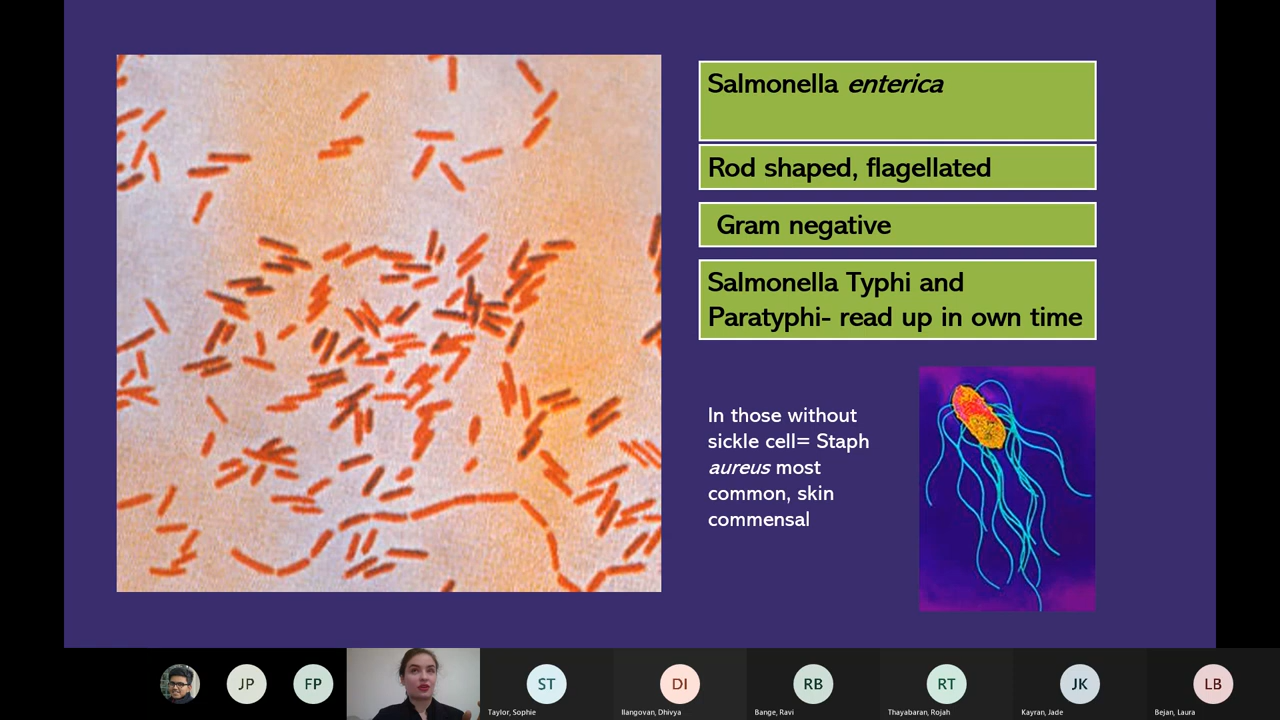 Salmonella enterica
Rod shaped, flagellated
Gram negative
Salmonella Typhi and
Paratyphi- read up in own time
In those without
sickle cell= Staph
aureus most
common, skin
commensal
JP
FP
ST
DI
RB
RT
JK
LB
Taylor, Sophie
Ilangovan, Dhivya
Bange, Ravi
Thayabaran, Rojah
Kayran, Jade
Bejan, Laura